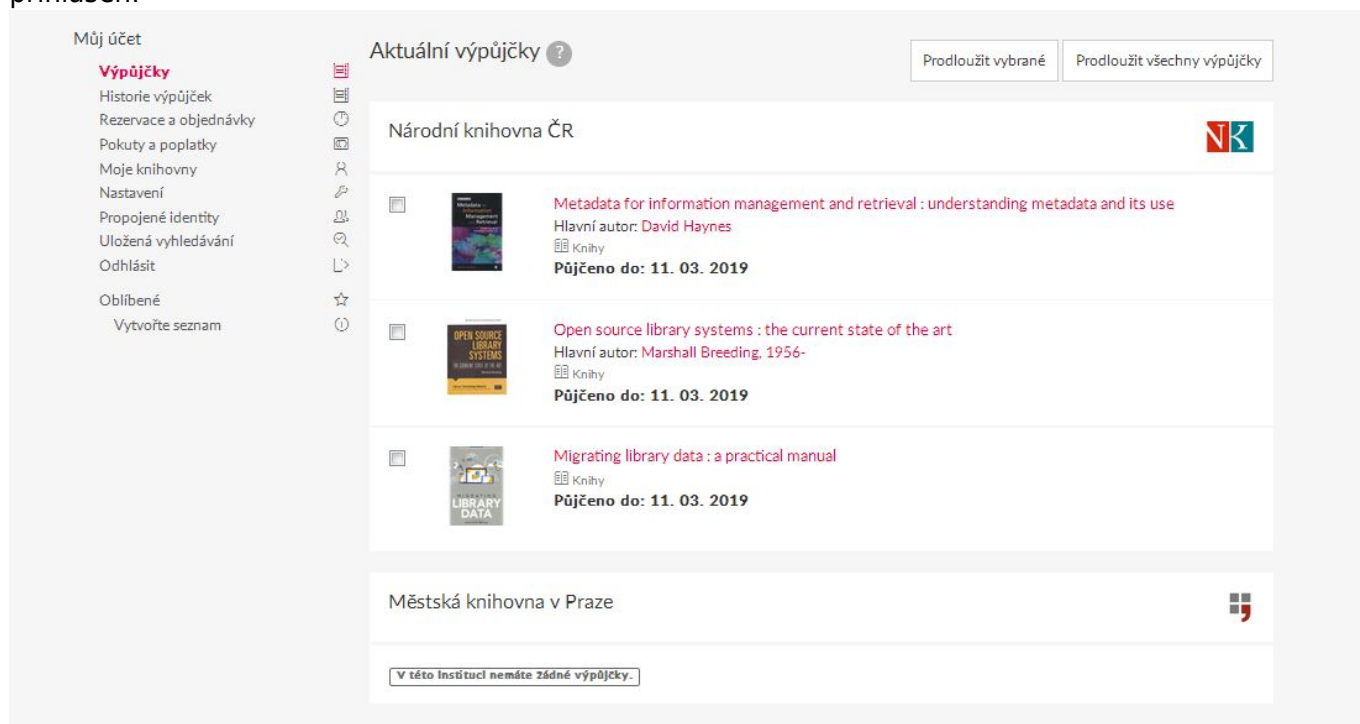 Můj účet
Výpůjčky
Historie výpůjček
Rezervace a objednávky
Pokuty a poplatky
Moje knihovny
Nastavení
Propojené identity
Uložená vyhledávání
Odhlásit
Oblíbené
Vytvořte seznam
Aktuální výpůjčky ?
Prodloužit vybrané
Prodloužit všechny výpůjčky
Národní knihovna ČR
NK
Metadata for information management and retrieval : understanding metadata and its use
Hlavní autor: David Haynes
Knihy
Půjčeno do: 11. 03. 2019
OPEN SOURCE
LIBRARY
SYSTEMS
Open source library systems : the current state of the art
Hlavní autor: Marshall Breeding, 1956-
Knihy
Půjčeno do: 11. 03. 2019
MIGRATING
LIBRARY
DATA
Migrating library data : a practical manual
Knihy
Půjčeno do: 11. 03. 2019
Městská knihovna v Praze
V této instituci nemáte žádné výpůjčky.